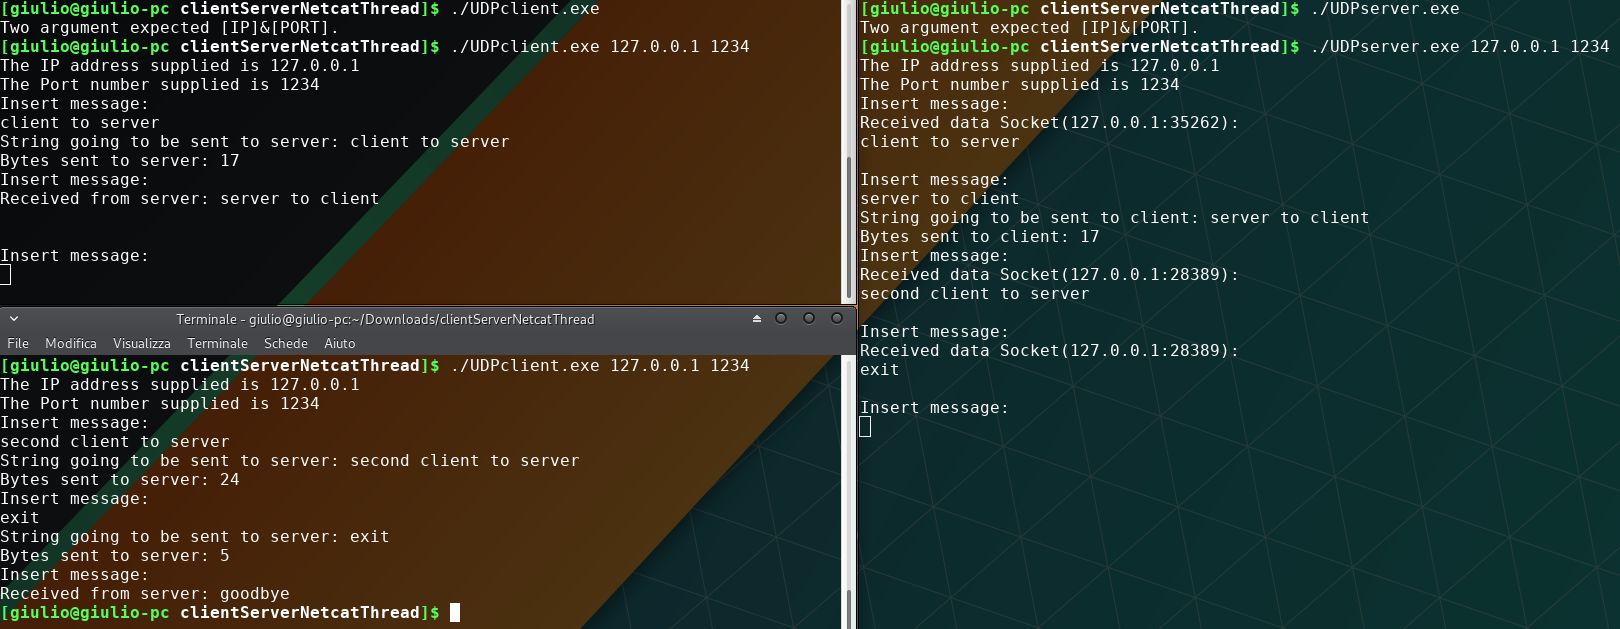 [giulio@giulio-pc clientServerNetcatThread]$ ./UDPclient.exe
Two argument expected [IP]&[PORT].
[giulio@giulio-pc clientServerNetcatThread]$ ./UDPclient.exe 127.0.0.1 1234
The IP address supplied is 127.0.0.1
The Port number supplied is 1234
Insert message:
client to server
String going to be sent to server: client to server
Bytes sent to server: 17
Insert message:
Received from server: server to client
Insert message:
Terminale - giulio@giulio-pc:~/Downloads/clientServerNetcatThread
File Modifica Visualizza Terminale Schede Aiuto
[giulio@giulio-pc clientServerNetcatThread]$ ./UDPclient.exe 127.0.0.1 1234
The IP address supplied is 127.0.0.1
The Port number supplied is 1234
Insert message:
second client to server
String going to be sent to server: second client to server
Bytes sent to server: 24
Insert message:
exit
String going to be sent to server: exit
Bytes sent to server: 5
Insert message:
Received from server: goodbye
[giulio@giulio-pc clientServerNetcatThread]$
[giulio@giulio-pc clientServerNetcatThread]$ ./UDPserver.exe
Two argument expected [IP]&[PORT].
[giulio@giulio-pc clientServerNetcatThread]$ ./UDPserver.exe 127.0.0.1 1234
The IP address supplied is 127.0.0.1
The Port number supplied is 1234
Insert message:
Received data Socket(127.0.0.1:35262):
client to server
Insert message:
server to client
String going to be sent to client: server to client
Bytes sent to client: 17
Insert message:
Received data Socket(127.0.0.1:28389):
second client to server
Insert message:
Received data Socket(127.0.0.1:28389):
exit
Insert message: